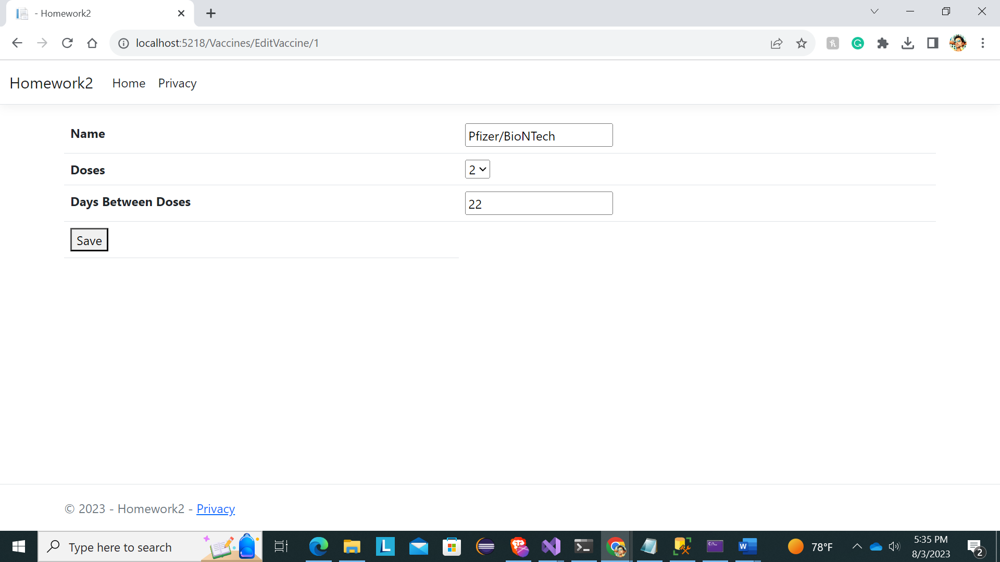 - Homework2
localhost:5218/Vaccines/EditVaccine/1
Homework2 Home Privacy
Name Pfizer/BioNTech
Doses 2
Days Between Doses 22
Save
© 2023 - Homework2 - Privacy
Type here to search
78°F
5:35 PM
8/3/2023
2